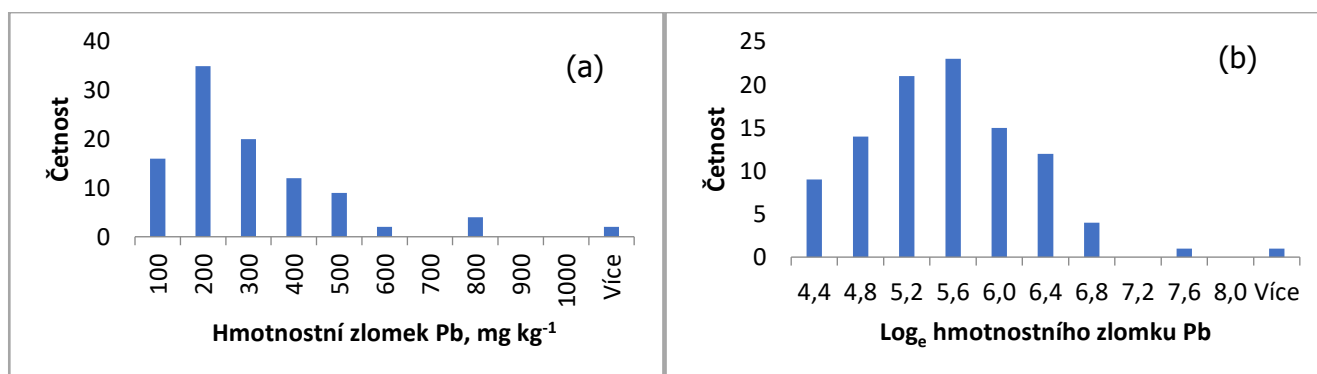 40
30
20
10
0
Četnost
(a)
100
200
300
400
500
600
700
800
900
1000
Více
Hmotnostní zlomek Pb, mg kg⁻¹
25
20
15
10
5
0
Četnost
(b)
4,4 4,8 5,2 5,6 6,0 6,4 6,8 7,2 7,6 8,0 Více
Logₑ hmotnostního zlomku Pb